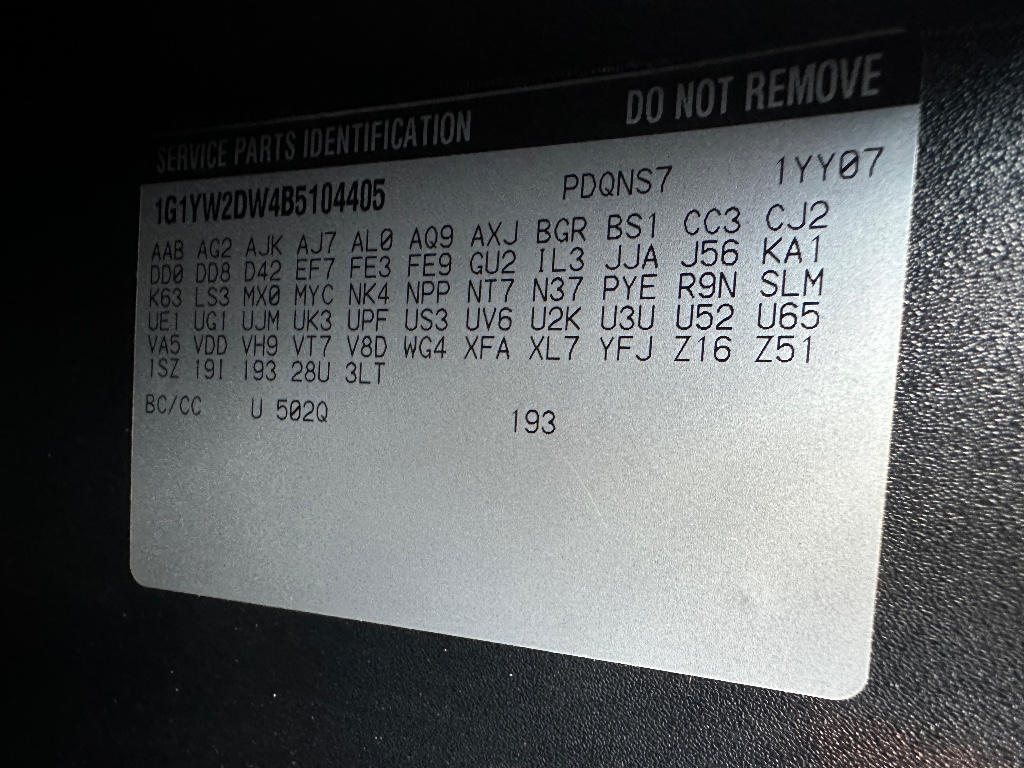 SERVICE PARTS IDENTIFICATION DO NOT REMOVE
1G1YW2DW4B5104405 PDQNS7 1YY07
AAB AG2 AJK AJ7 AL0 AQ9 AXJ BGR BS1 CC3 CJ2
DD0 DD8 D42 EF7 FE3 FE9 GU2 IL3 JJA J56 KA1
K63 LS3 MX0 MYC NK4 NPP NT7 N37 PYE R9N SLM
UE1 UG1 UJM UK3 UPF US3 UV6 U2K U3U U52 U65
VA5 VDD VH9 VT7 V8D WG4 XFA XL7 YFJ Z16 Z51
1SZ 19I 193 28U 3LT
BC/CC U 502Q 193